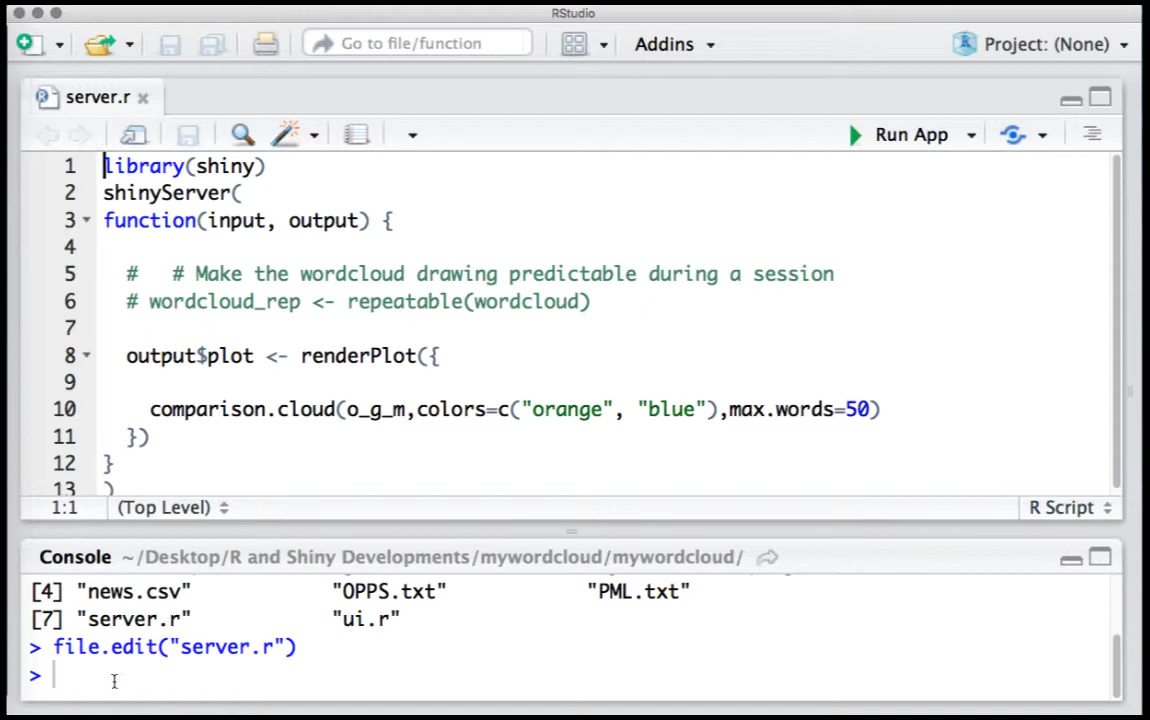 RStudio
Go to file/function
Addins
Project: (None)
server.r
Run App
1 library(shiny)
2 shinyServer(
3 function(input, output) {
4
5 # # Make the wordcloud drawing predictable during a session
6 # wordcloud_rep <- repeatable(wordcloud)
7
8 output$plot <- renderPlot({
9
10 comparison.cloud(o_g_m,colors=c("orange", "blue"),max.words=50)
11 })
12 }
13 )
1:1 (Top Level) R Script
Console ~/Desktop/R and Shiny Developments/mywordcloud/mywordcloud/
[4] "news.csv" "OPPS.txt" "PML.txt"
[7] "server.r" "ui.r"
> file.edit("server.r")
>